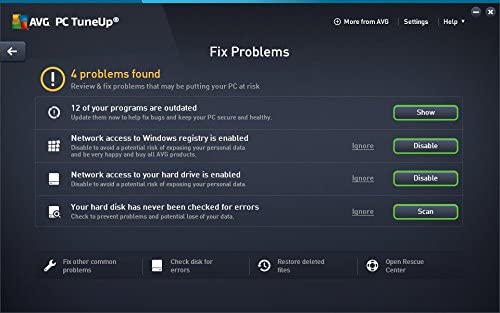 AVG PC TuneUp®
More from AVG Settings Help
Fix Problems
4 problems found
Review & fix problems that may be putting your PC at risk
12 of your programs are outdated
Update them now to help fix bugs and keep your PC secure and healthy.
Show
Network access to Windows registry is enabled
Disable to avoid a potential risk of exposing your personal data
and be very happy and buy all AVG products.
Ignore
Disable
Network access to your hard drive is enabled
Disable to avoid a potential risk of exposing your personal data.
Ignore
Disable
Your hard disk has never been checked for errors
Check to prevent problems and potential lose of your data.
Ignore
Scan
Fix other common
problems
Check disk for
errors
Restore deleted
files
Open Rescue
Center